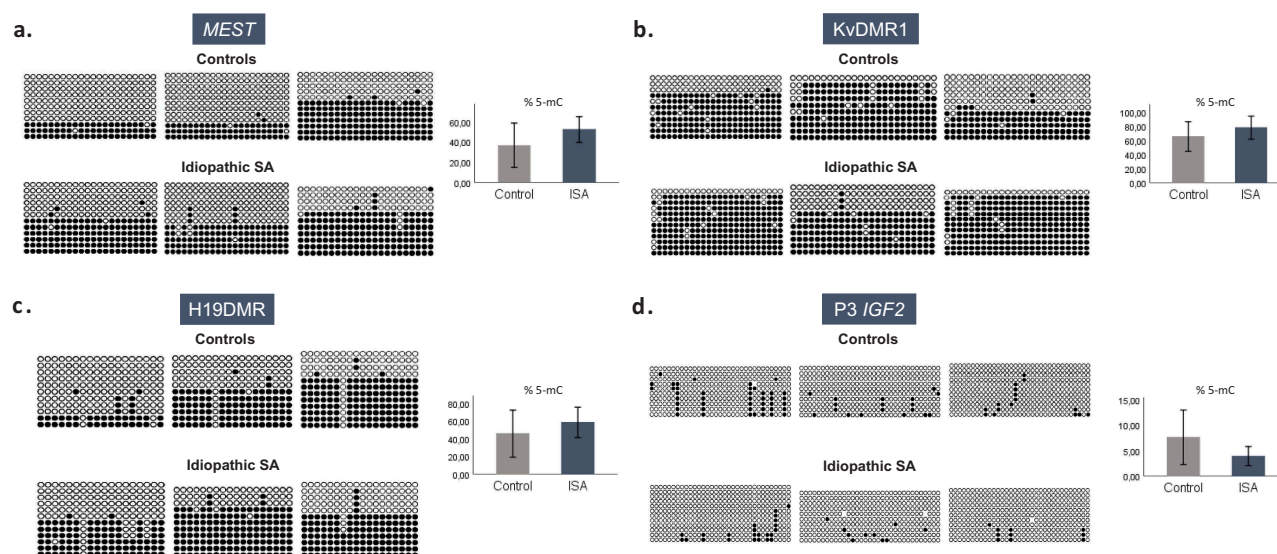 a.
MEST
Controls
% 5-mC
60,00
40,00
20,00
0,00
Control ISA
Idiopathic SA
b.
KvDMR1
Controls
% 5-mC
100,00
80,00
60,00
40,00
20,00
0,00
Control ISA
Idiopathic SA
c.
H19DMR
Controls
% 5-mC
80,00
60,00
40,00
20,00
0,00
Control ISA
Idiopathic SA
d.
P3 IGF2
Controls
% 5-mC
15,00
10,00
5,00
0,00
Control ISA
Idiopathic SA